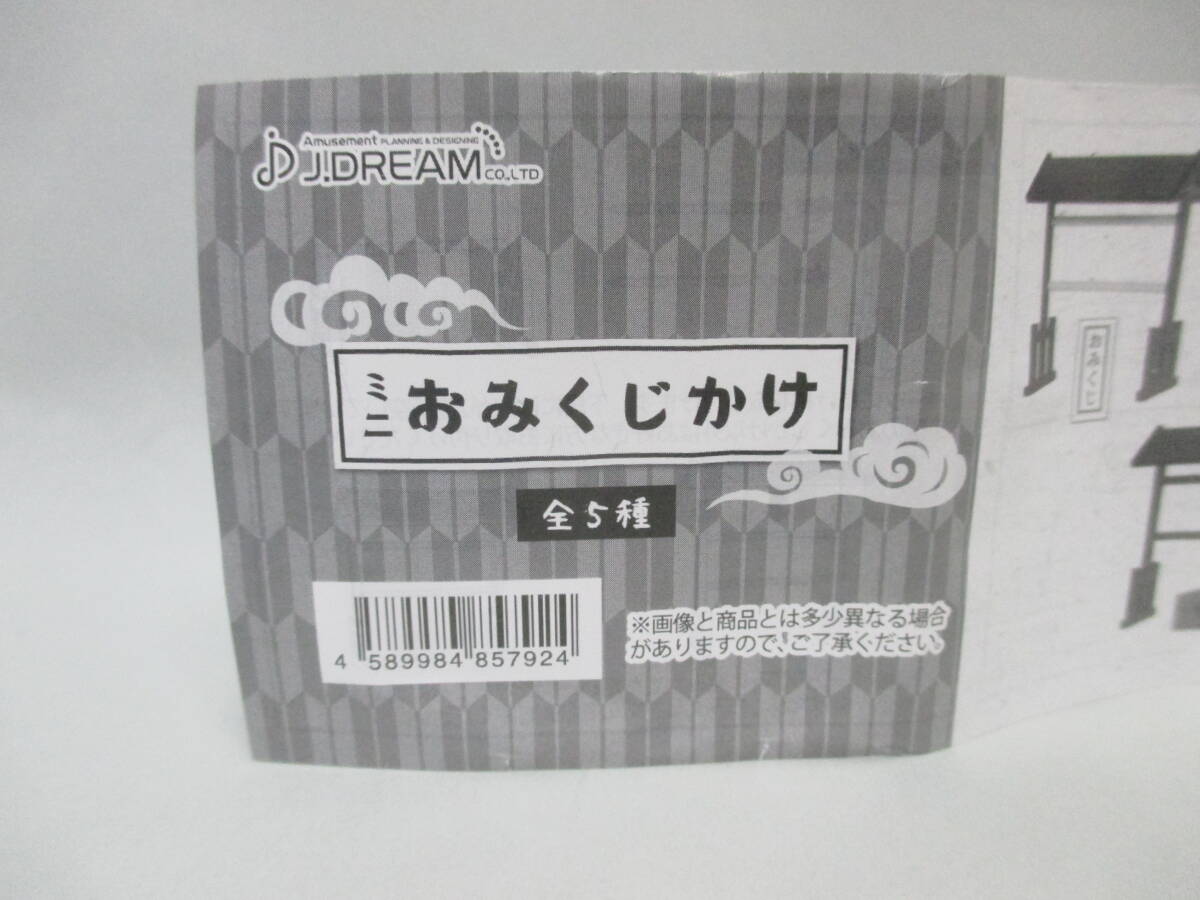 Amusement PLANNING & DESIGNING
J.DREAM CO.,LTD
ミニ おみくじかけ
全5種
4 589984 857924
※画像と商品とは多少異なる場合
がありますので、ご了承ください。
おみくじ